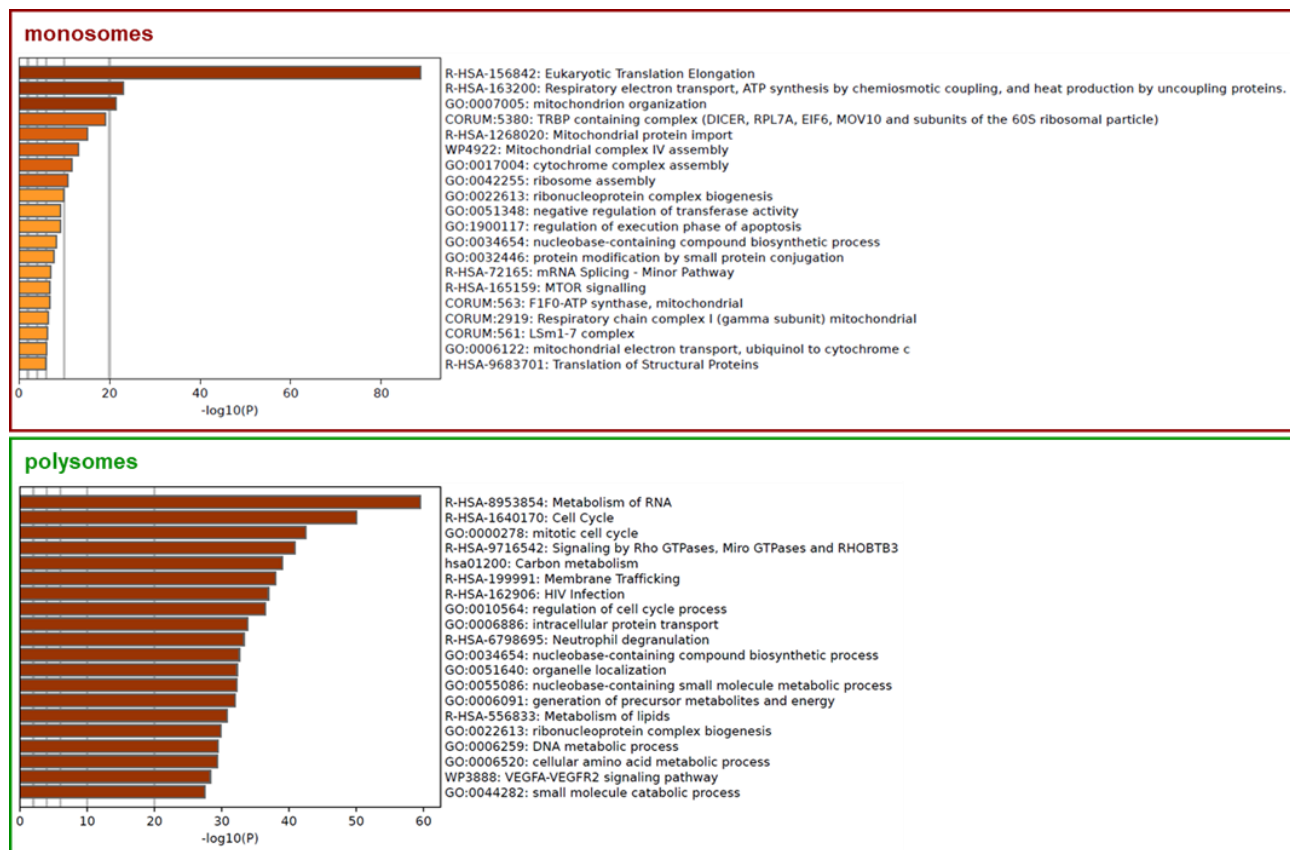 monosomes
R-HSA-156842: Eukaryotic Translation Elongation
R-HSA-163200: Respiratory electron transport, ATP synthesis by chemiosmotic coupling, and heat production by uncoupling proteins.
GO:0007005: mitochondrion organization
CORUM:5380: TRBP containing complex (DICER, RPL7A, EIF6, MOV10 and subunits of the 60S ribosomal particle)
R-HSA-1268020: Mitochondrial protein import
WP4922: Mitochondrial complex IV assembly
GO:0017004: cytochrome complex assembly
GO:0042255: ribosome assembly
GO:0022613: ribonucleoprotein complex biogenesis
GO:0051348: negative regulation of transferase activity
GO:1900117: regulation of execution phase of apoptosis
GO:0034654: nucleobase-containing compound biosynthetic process
GO:0032446: protein modification by small protein conjugation
R-HSA-72165: mRNA Splicing - Minor Pathway
R-HSA-165159: MTOR signalling
CORUM:563: F1F0-ATP synthase, mitochondrial
CORUM:2919: Respiratory chain complex I (gamma subunit) mitochondrial
CORUM:561: LSm1-7 complex
GO:0006122: mitochondrial electron transport, ubiquinol to cytochrome c
R-HSA-9683701: Translation of Structural Proteins
0 20 40 60 80
-log10(P)
polysomes
R-HSA-8953854: Metabolism of RNA
R-HSA-1640170: Cell Cycle
GO:0000278: mitotic cell cycle
R-HSA-9716542: Signaling by Rho GTPases, Miro GTPases and RHOBTB3
hsa01200: Carbon metabolism
R-HSA-199991: Membrane Trafficking
R-HSA-162906: HIV Infection
GO:0010564: regulation of cell cycle process
GO:0006886: intracellular protein transport
R-HSA-6798695: Neutrophil degranulation
GO:0034654: nucleobase-containing compound biosynthetic process
GO:0051640: organelle localization
GO:0055086: nucleobase-containing small molecule metabolic process
GO:0006091: generation of precursor metabolites and energy
R-HSA-556833: Metabolism of lipids
GO:0022613: ribonucleoprotein complex biogenesis
GO:0006259: DNA metabolic process
GO:0006520: cellular amino acid metabolic process
WP3888: VEGFA-VEGFR2 signaling pathway
GO:0044282: small molecule catabolic process
0 10 20 30 40 50 60
-log10(P)